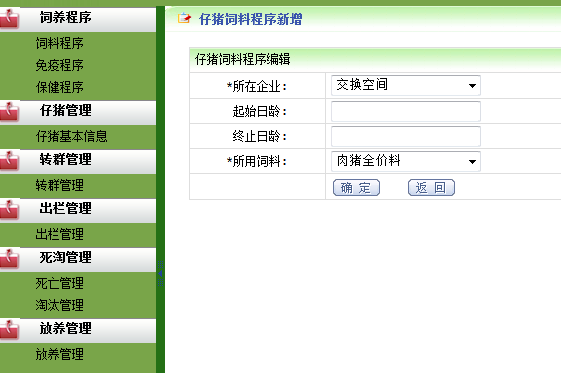 饲养程序
饲料程序
免疫程序
保健程序
仔猪管理
仔猪基本信息
转群管理
转群管理
出栏管理
出栏管理
死淘管理
死亡管理
淘汰管理
放养管理
放养管理
仔猪饲料程序新增
仔猪饲料程序编辑
*所在企业： 交换空间
起始日龄：
终止日龄：
*所用词料： 肉猪全价料
确 定 返 回